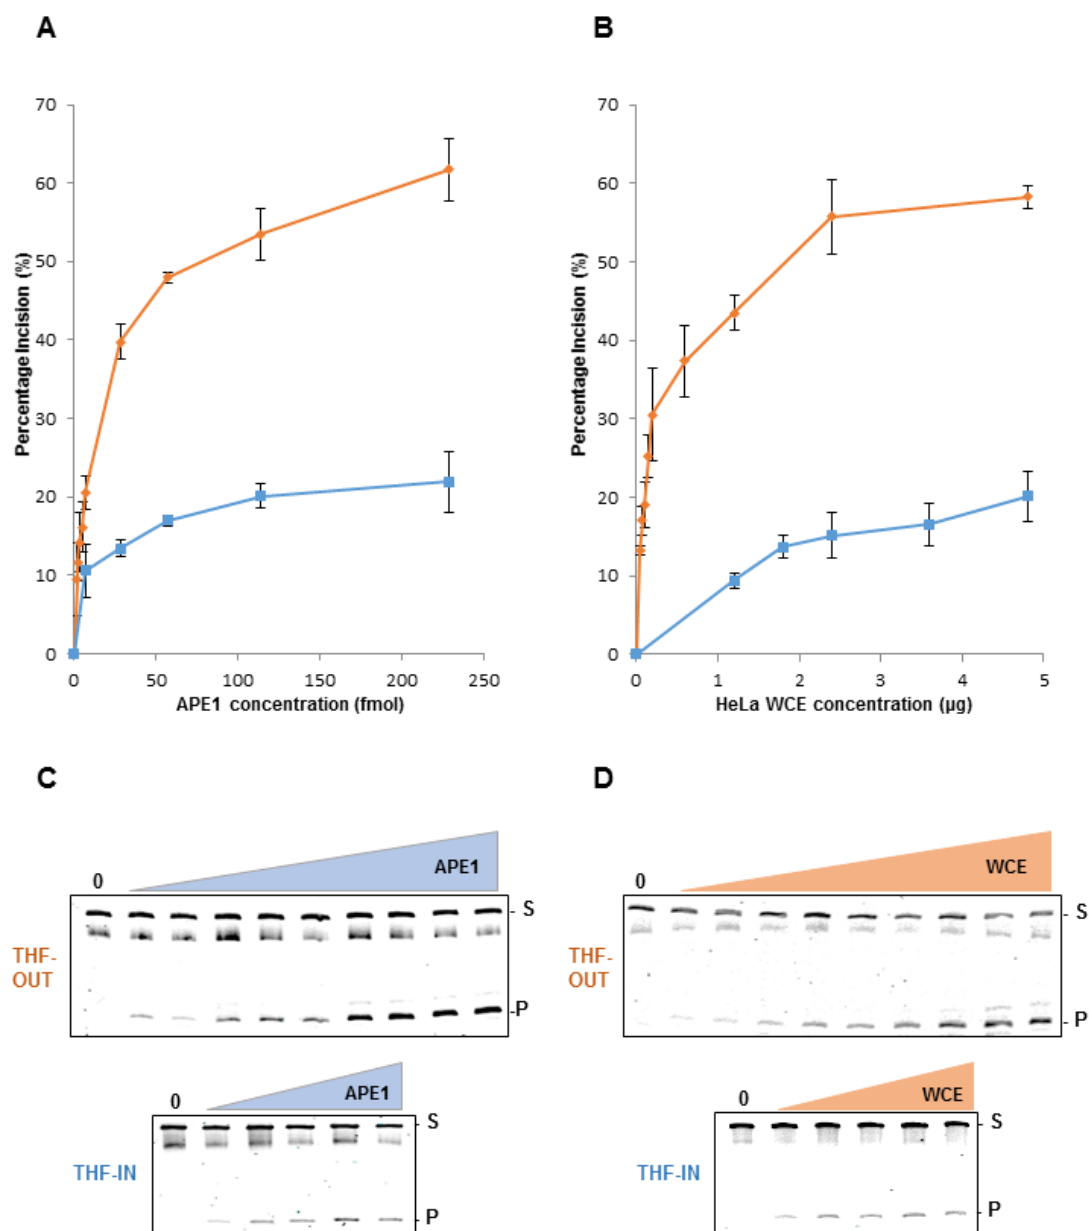 A
B
70
60
50
40
30
20
10
0
Percentage Incision (%)
0 50 100 150 200 250
APE1 concentration (fmol)
70
60
50
40
30
20
10
0
Percentage Incision (%)
0 1 2 3 4 5
HeLa WCE concentration (µg)
C
D
0 APE1
- S
THF-
OUT
-P
0 WCE
- S
THF-
OUT
- P
0 APE1
- S
THF-IN
- P
0 WCE
- S
THF-IN
- P